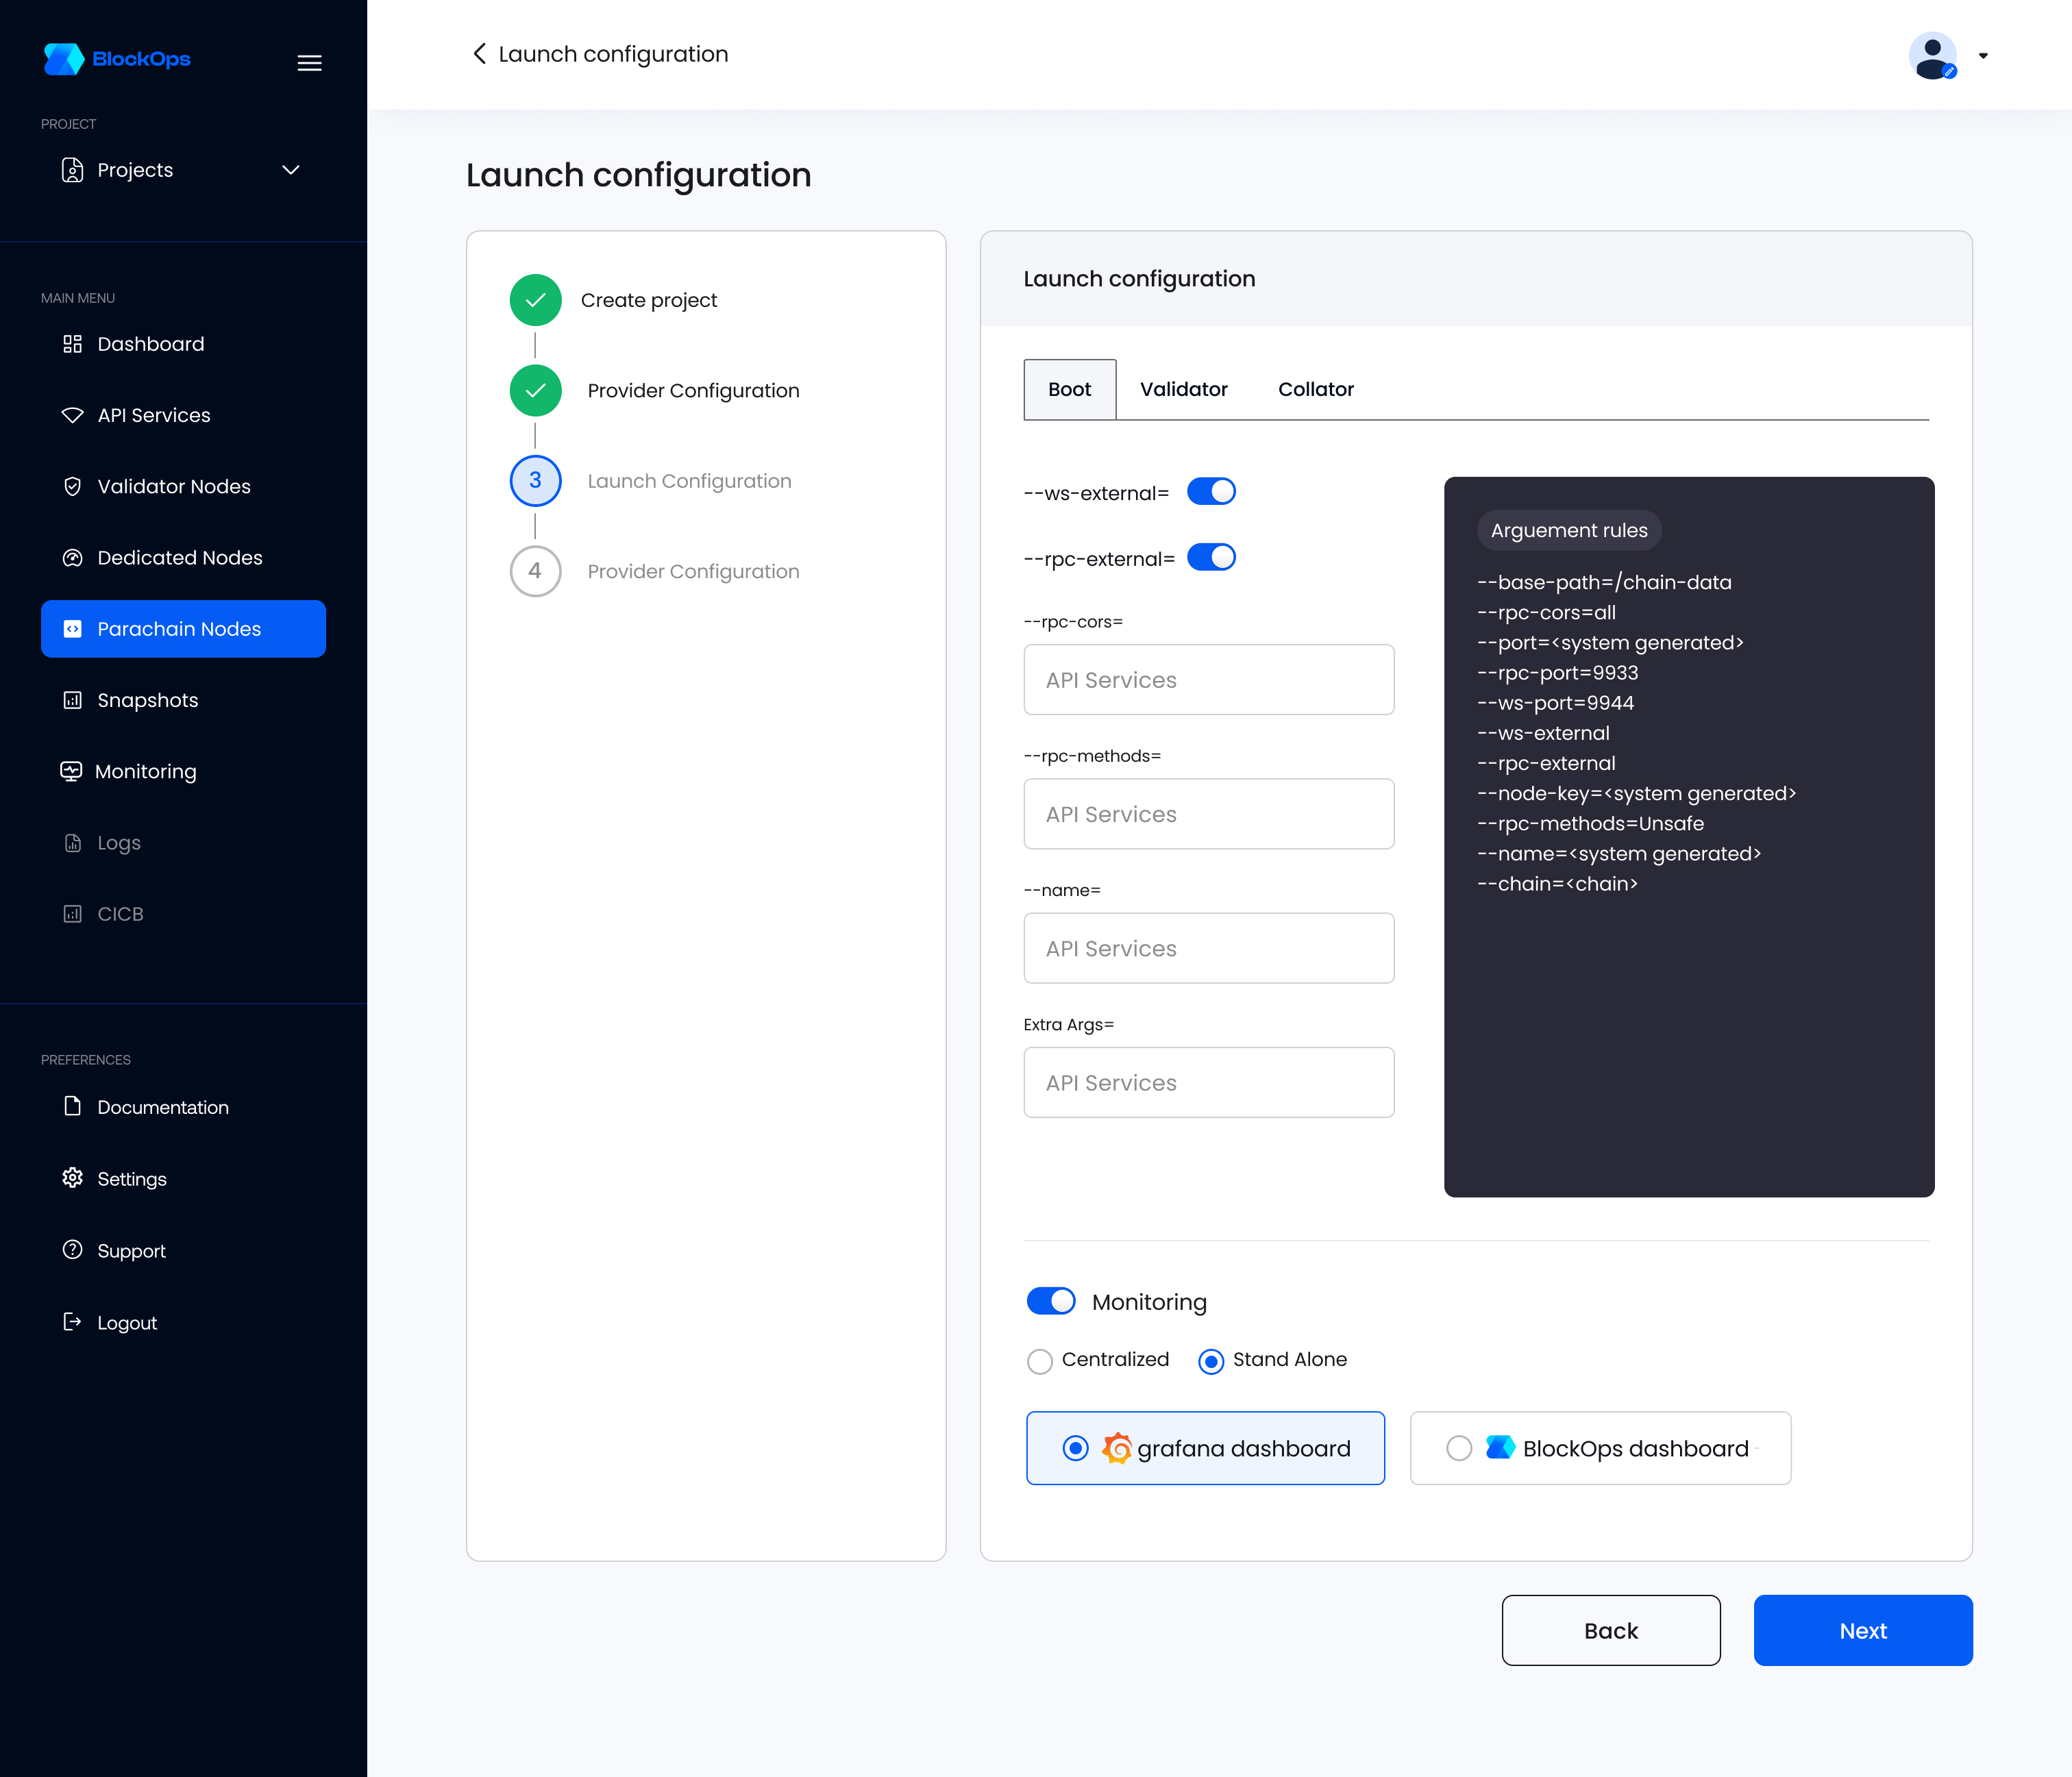 BlockOps
PROJECT
Projects
MAIN MENU
Dashboard
API Services
Validator Nodes
Dedicated Nodes
Parachain Nodes
Snapshots
Monitoring
Logs
CICB
PREFERENCES
Documentation
Settings
Support
Logout
Launch configuration
Launch configuration
Create project
Provider Configuration
3
Launch Configuration
4
Provider Configuration
Launch configuration
Boot Validator Collator
--ws-external=
--rpc-external=
--rpc-cors=
API Services
--rpc-methods=
API Services
--name=
API Services
Extra Args=
API Services
Arguement rules
--base-path=/chain-data
--rpc-cors=all
--port=<system generated>
--rpc-port=9933
--ws-port=9944
--ws-external
--rpc-external
--node-key=<system generated>
--rpc-methods=Unsafe
--name=<system generated>
--chain=<chain>
Monitoring
Centralized Stand Alone
grafana dashboard
BlockOps dashboard
Back Next